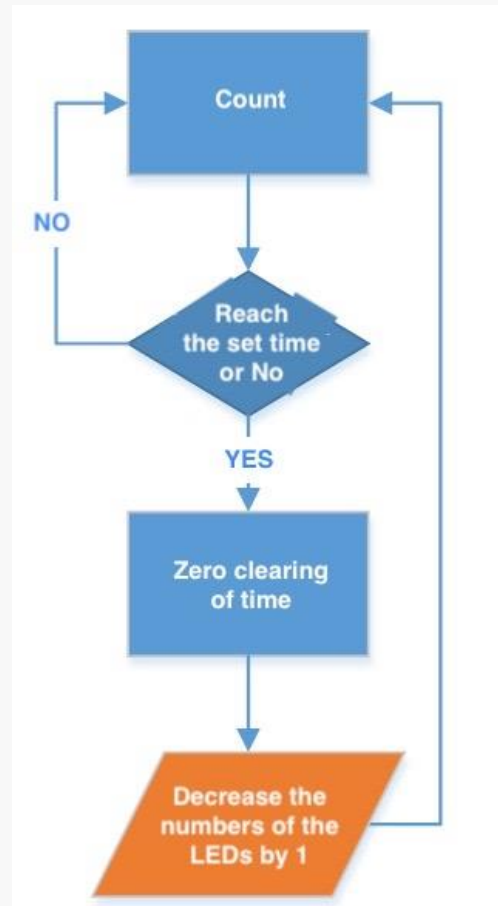 Count
NO
Reach
the set time
or No
YES
Zero clearing
of time
Decrease the
numbers of the
LEDs by 1